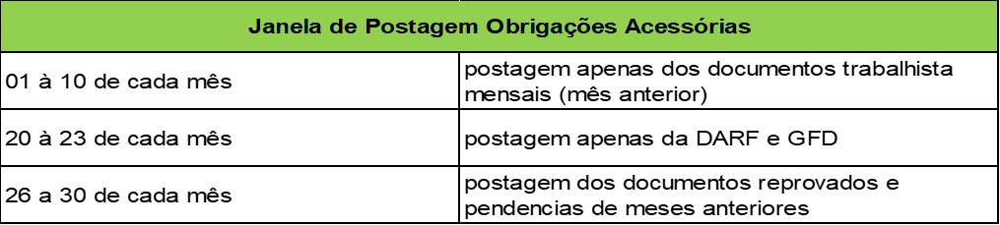 Janela de Postagem Obrigações Acessórias
01 à 10 de cada mês
postagem apenas dos documentos trabalhista
mensais (mês anterior)
20 à 23 de cada mês
postagem apenas da DARF e GFD
26 a 30 de cada mês
postagem dos documentos reprovados e
pendencias de meses anteriores